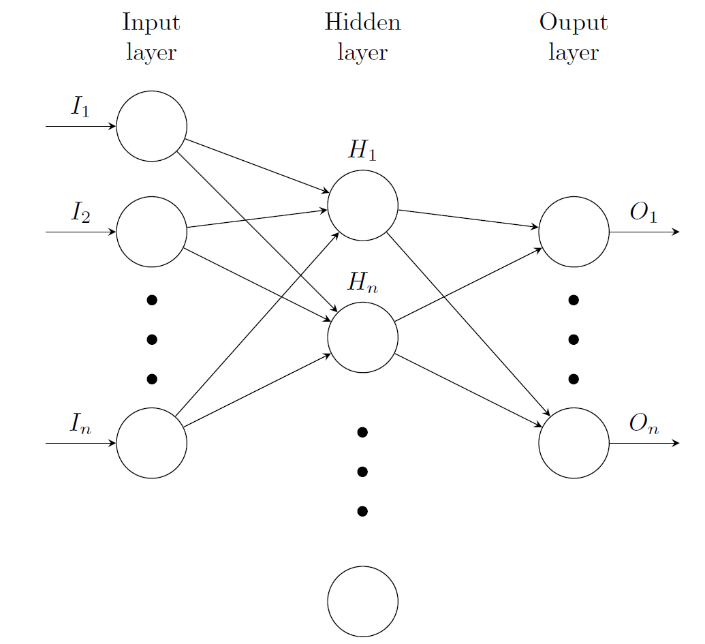 Input
layer
Hidden
layer
Ouput
layer
I₁
H₁
I₂
O₁
Hₙ
Iₙ
Oₙ